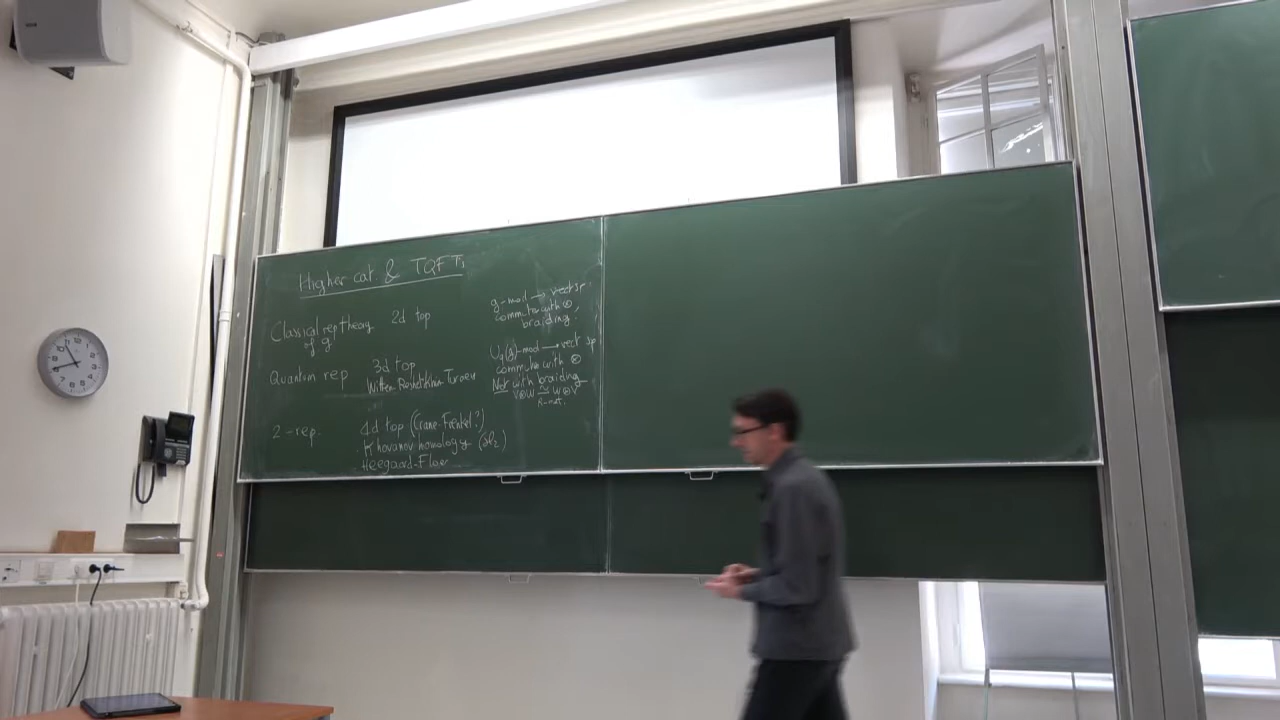 Higher cat. & TQFTs
Classical rep theory 2d top
of g
Quantum rep 3d top
Witten Reshetikhin Turaev
2-rep. 4d top (Crane-Frenkel?)
Khovanov homology (sl2)
Heegaard-Floer
g-mod → vect sp.
commutes with ⊗
braiding!
Uq(g)-mod → vect sp
commutes with ⊗
Not with braiding
V⊗W ≃ W⊗V
R-mat.